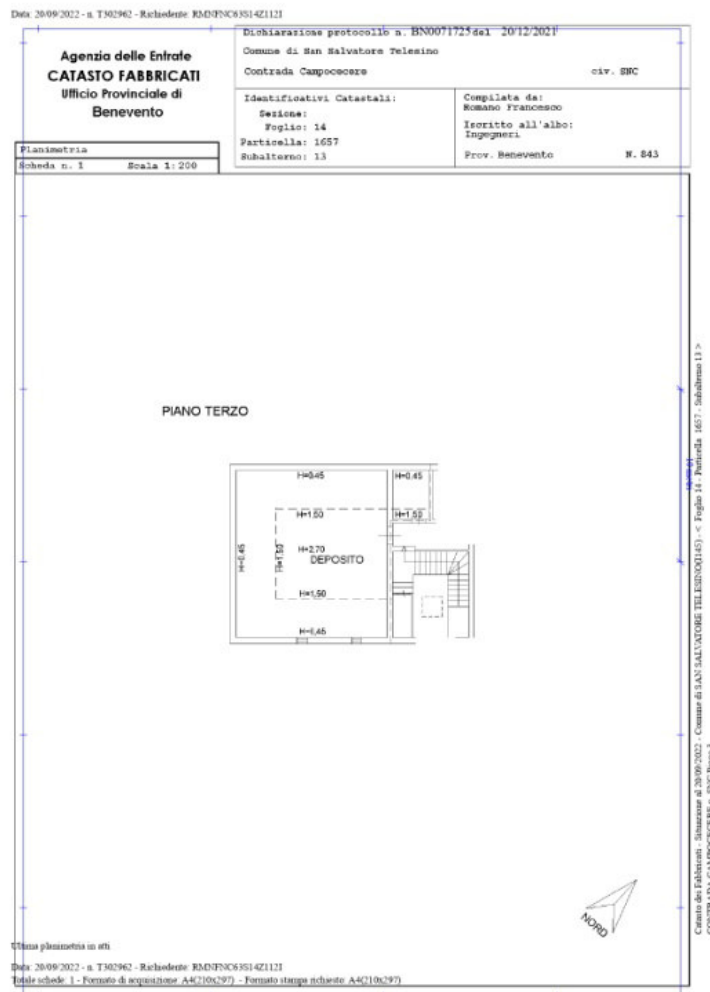 Data: 20/09/2022 - n. T302962 - Richiedente: RMNFNC63S14Z112I
Agenzia delle Entrate
CATASTO FABBRICATI
Ufficio Provinciale di
Benevento
Dichiarazione protocollo n. BN0071725 del 20/12/2021
Comune di San Salvatore Telesino
Contrada Campocecere civ. SNC
Identificativi Catastali:
Sezione:
Foglio: 14
Particella: 1657
Subalterno: 13
Compilata da:
Romano Francesco
Iscritto all'albo:
Ingegneri
Prov. Benevento N. 843
Planimetria
Scheda n. 1 Scala 1:200
PIANO TERZO
H=0.45
H=0.45
H=1,50
H=1,50
H=0.45
H=1,50
H=2.70
DEPOSITO
H=1,50
H=0,45
NORD
Ultima planimetria in atti
Data: 20/09/2022 - n. T302962 - Richiedente: RMNFNC63S14Z112I
Totale schede: 1 - Formato di acquisizione: A4(210x297) - Formato stampa richiesto: A4(210x297)
Catasto dei Fabbricati - Situazione al 20/09/2022 - Comune di SAN SALVATORE TELESINO(I145) - < Foglio 14 - Particella 1657 - Subalterno 13 >
CONTRADA CAMPOCECERE n. SNC Piano 3